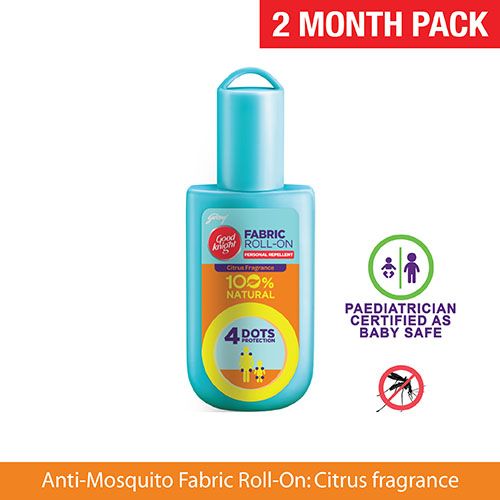 2 MONTH PACK
Godrej
Good
knight
FABRIC
ROLL-ON
PERSONAL REPELLENT
Citrus Fragrance
100%
NATURAL
4 DOTS
PROTECTION
PAEDIATRICIAN
CERTIFIED AS
BABY SAFE
Anti-Mosquito Fabric Roll-On: Citrus fragrance